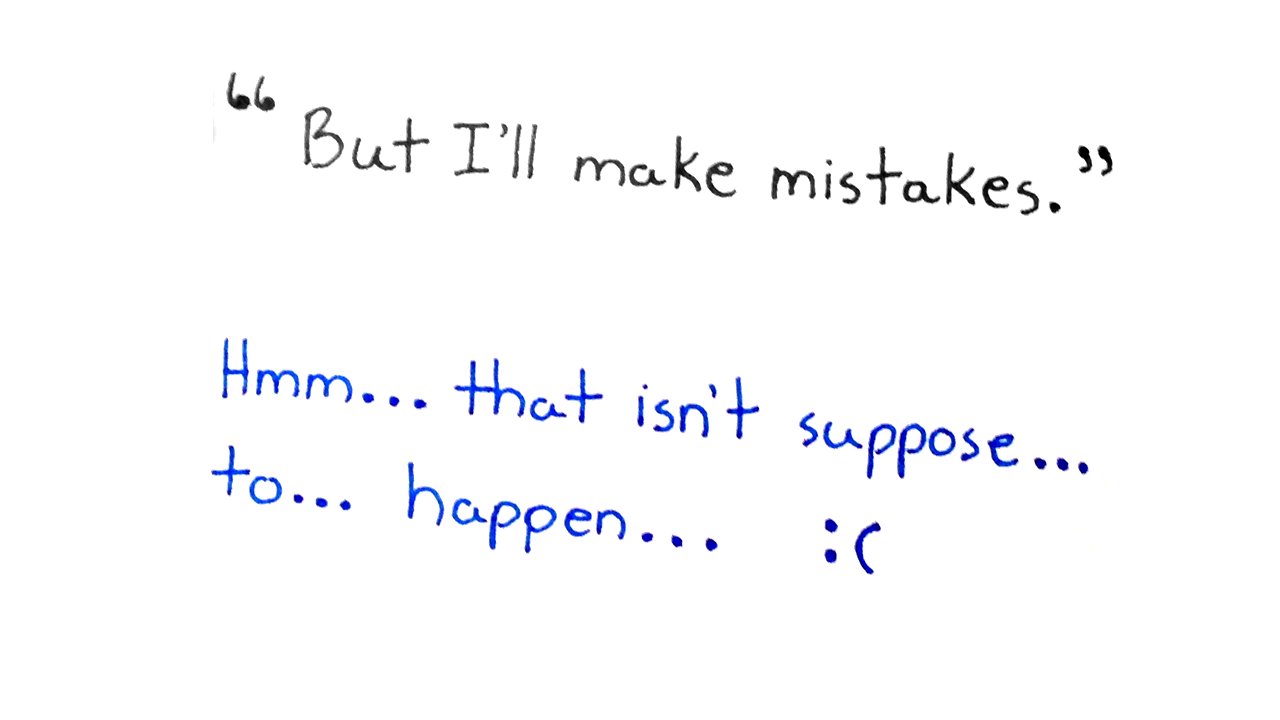 “But I'll make mistakes.”
Hmm... that isn't suppose...
to... happen... :(